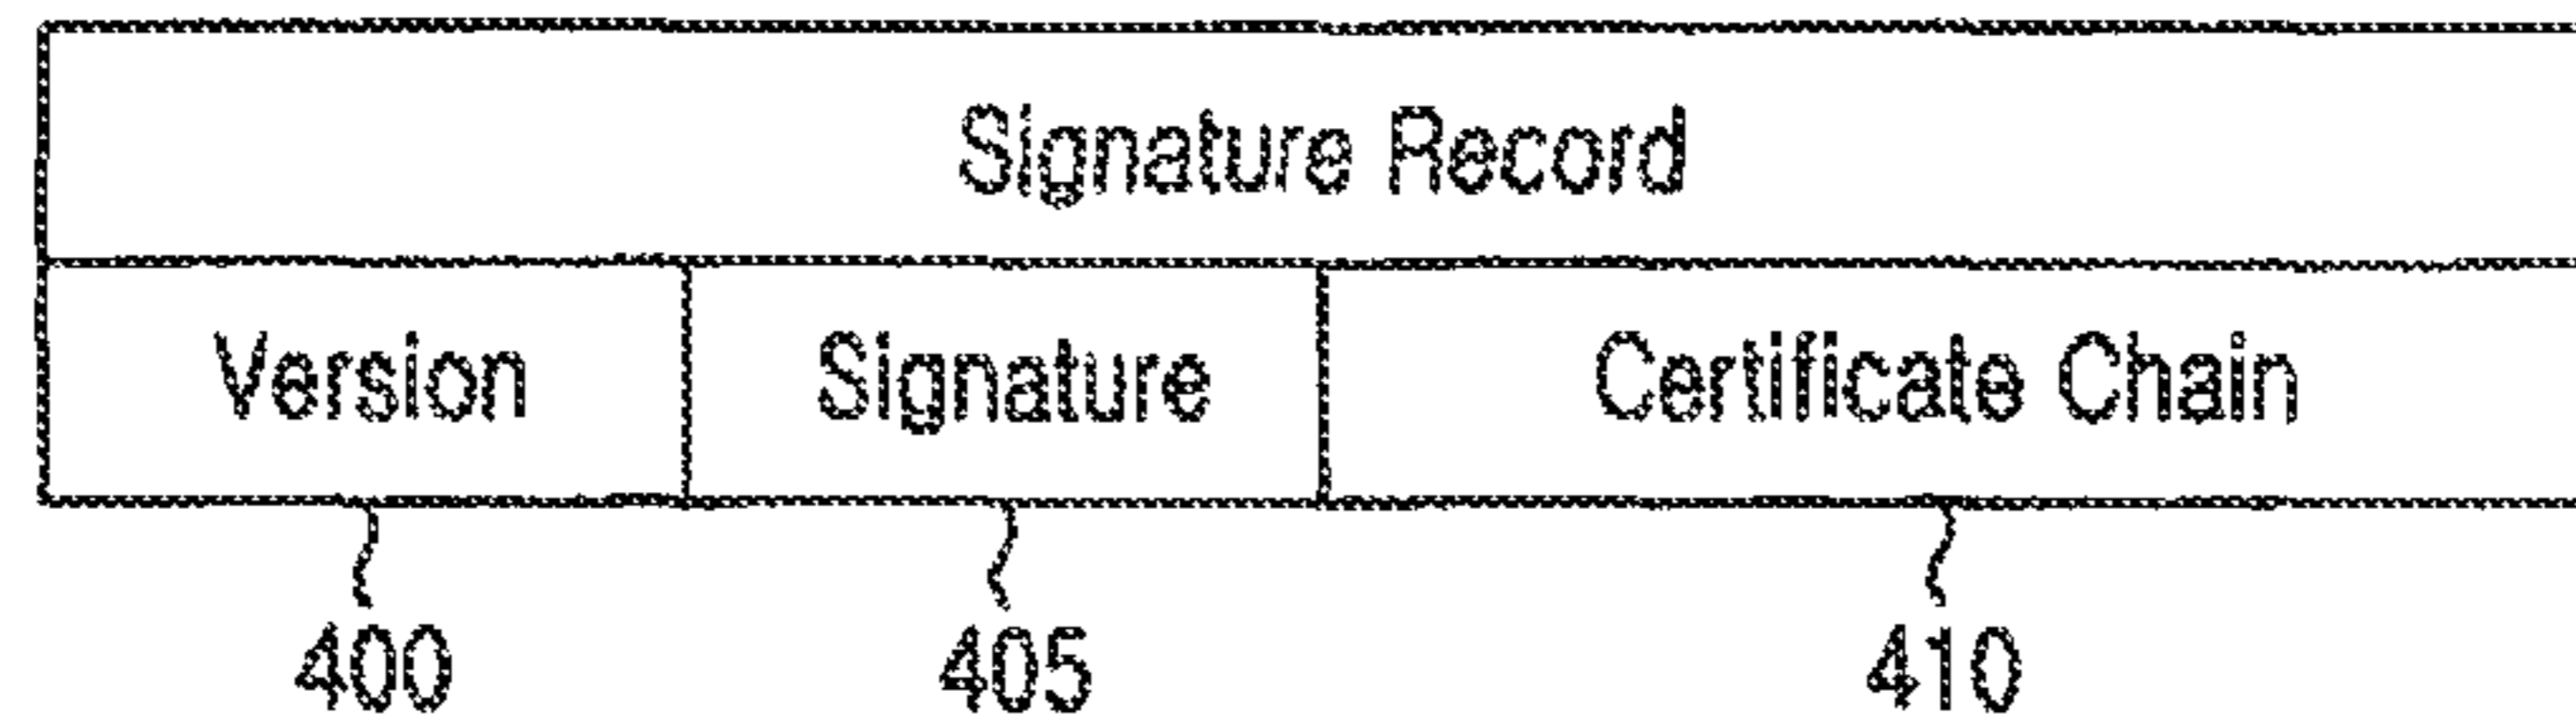 Signature Record
Version Signature Certificate Chain
400 405 410